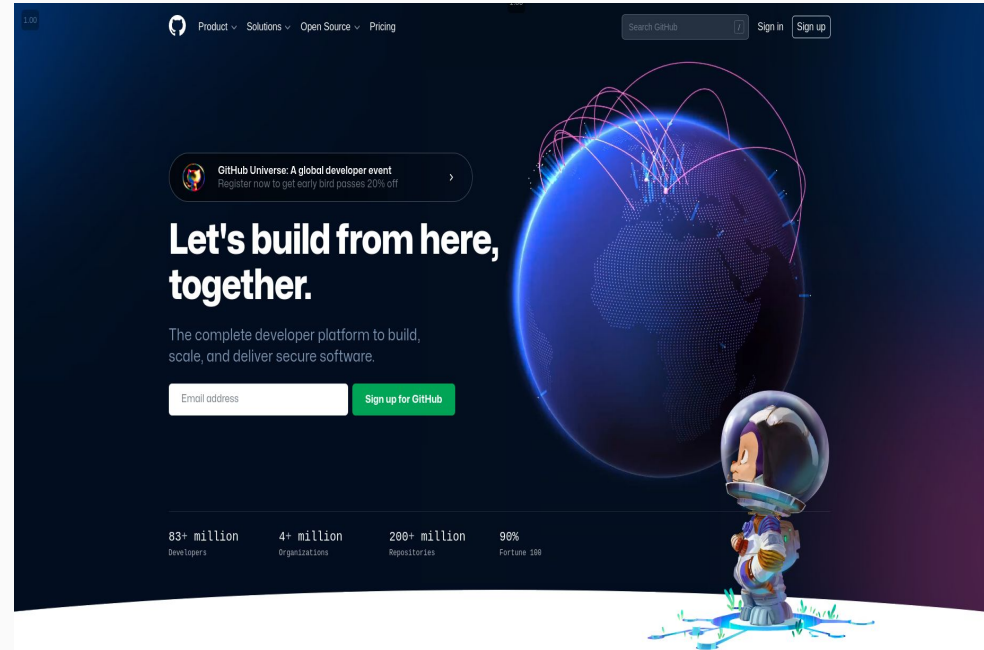 1.00
Product
Solutions
Open Source
Pricing
Search GitHub
/
Sign in
Sign up
GitHub Universe: A global developer event
Register now to get early bird passes 20% off
Let's build from here,
together.
The complete developer platform to build,
scale, and deliver secure software.
Email address
Sign up for GitHub
83+ million
Developers
4+ million
Organizations
200+ million
Repositories
90%
Fortune 100